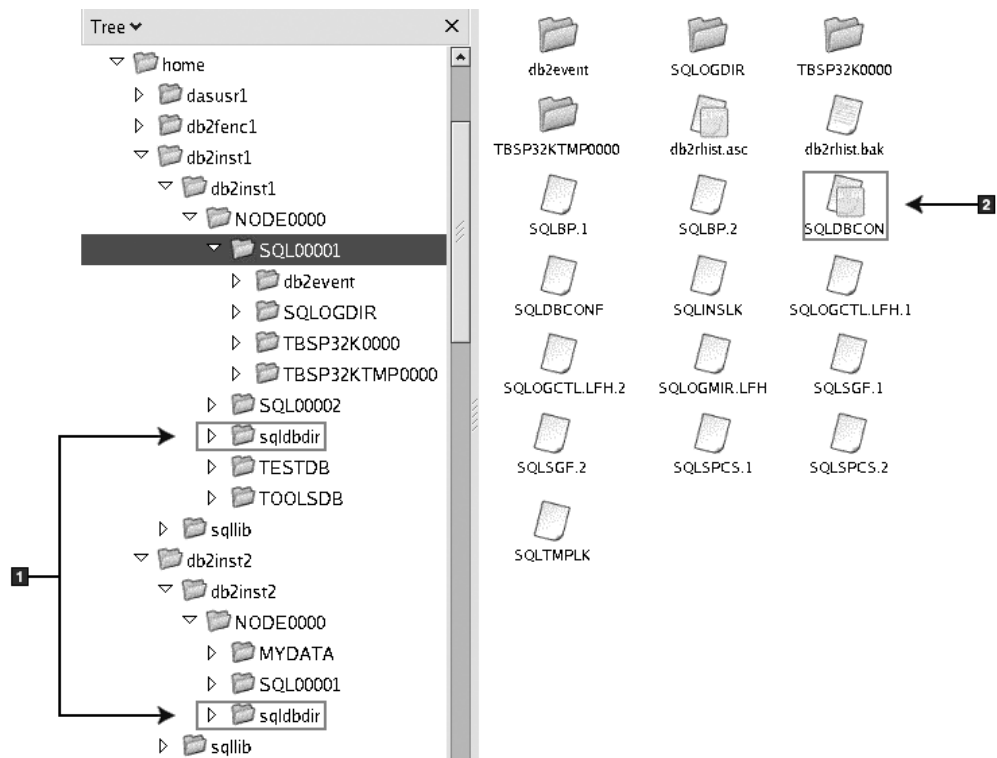 Tree
home
dasusr1
db2fenc1
db2inst1
db2inst1
NODE0000
SQL00001
db2event
SQLOGDIR
TBSP32K0000
TBSP32KTMP0000
SQL00002
sqldbdir
TESTDB
TOOLSDB
sqllib
db2inst2
db2inst2
NODE0000
MYDATA
SQL00001
sqldbdir
sqllib
1
db2event SQLOGDIR TBSP32K0000
TBSP32KTMP0000 db2rhist.asc db2rhist.bak
SQLBP.1 SQLBP.2 SQLDBCON
2
SQLDBCONF SQLINSLK SQLOGCTL.LFH.1
SQLOGCTL.LFH.2 SQLOGMIR.LFH SQLSGF.1
SQLSGF.2 SQLSPCS.1 SQLSPCS.2
SQLTMPLK